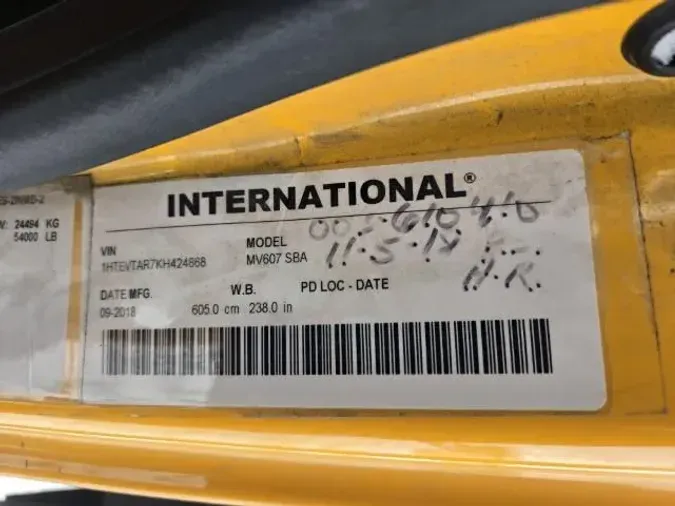 INTERNATIONAL®
24494 KG
54000 LB
VIN
1HTEVTAR7KH424868
MODEL
MV607 SBA
DATE MFG.
09-2018
W.B.
605.0 cm 238.0 in
PD LOC - DATE
H.R.